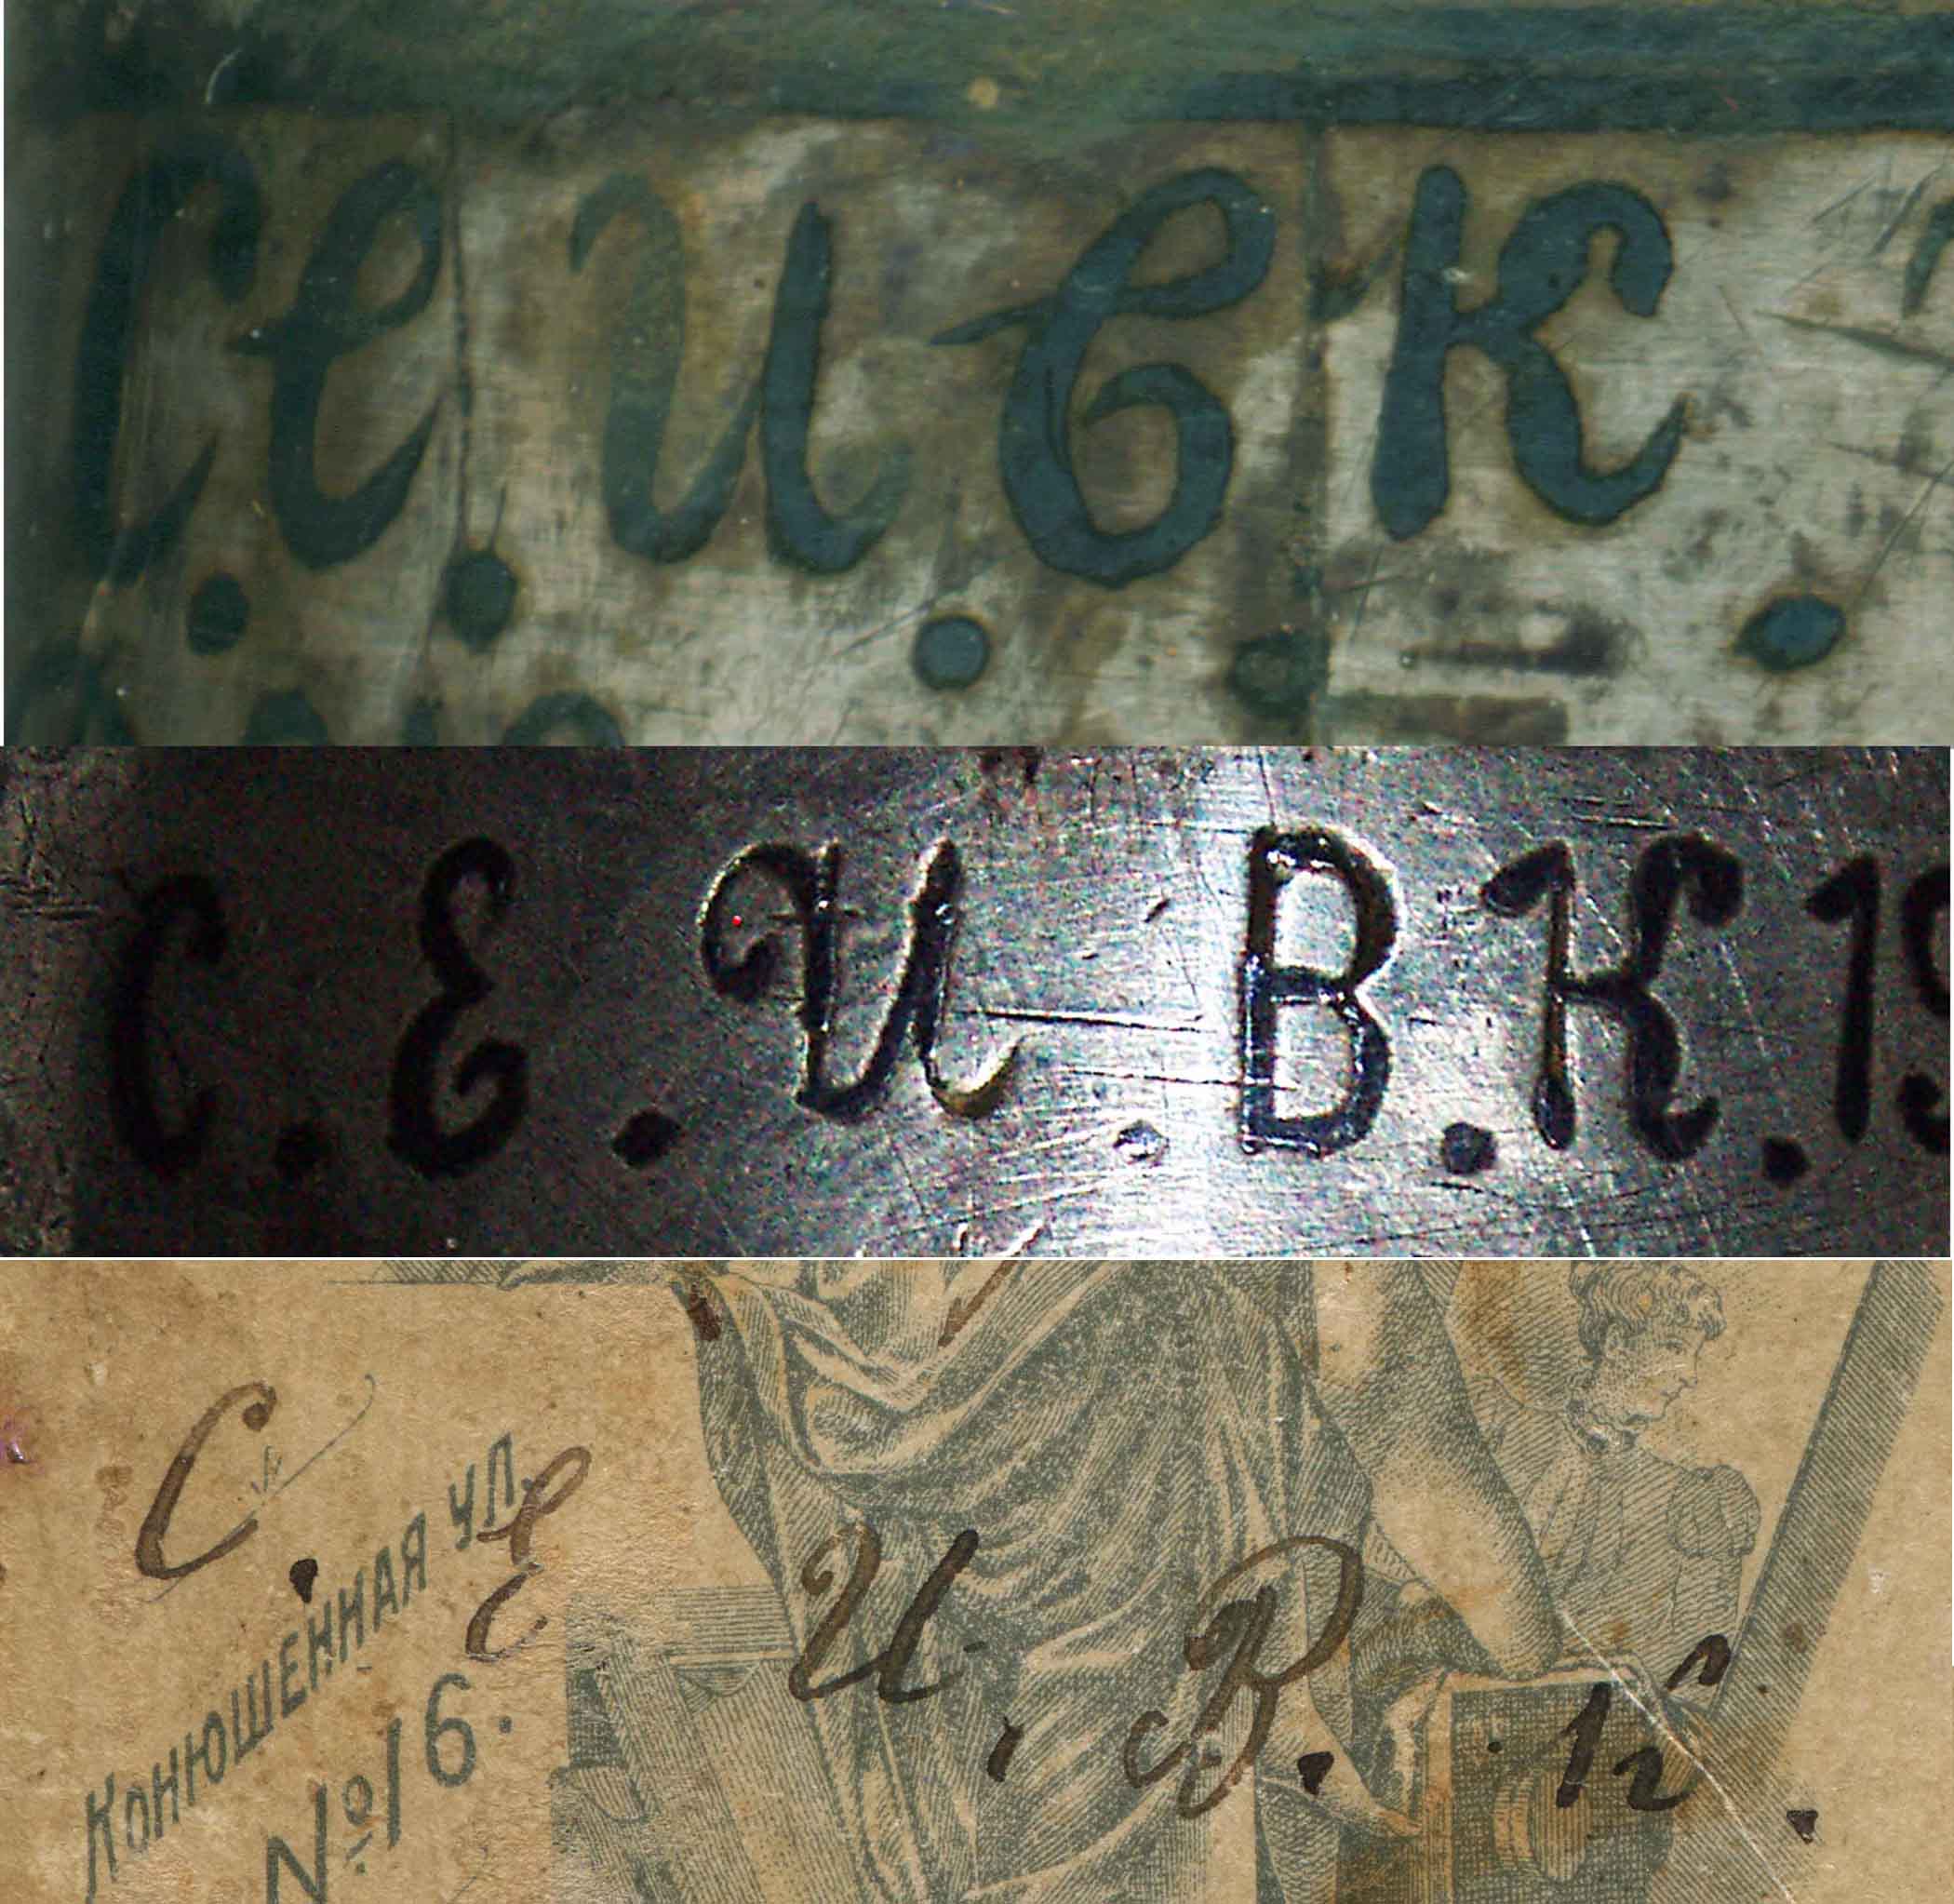 С. Е. И. В. К.
С. Е. И. В. К. 19
С. Е. И. В. К.
Конюшенная ул.
№16.